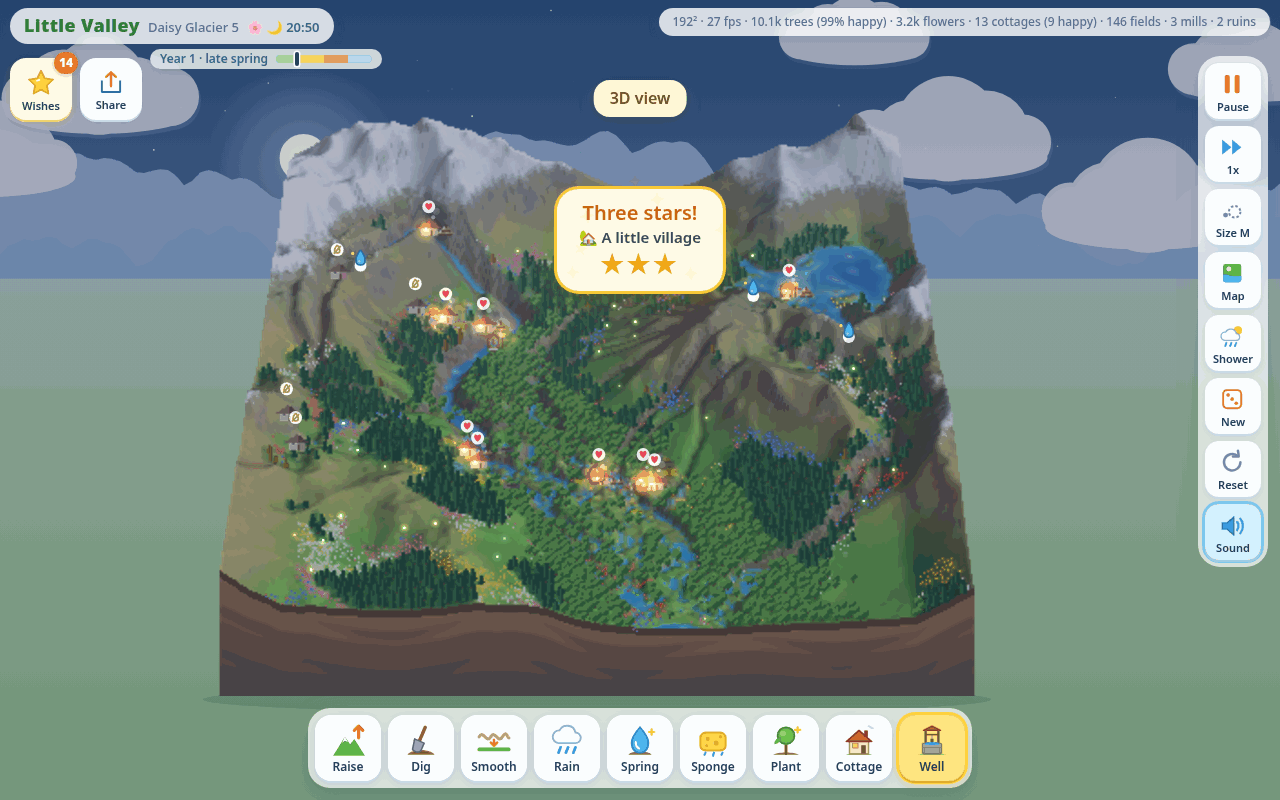 Little Valley Daisy Glacier 5 🌸 🌙 20:50
192² · 27 fps · 10.1k trees (99% happy) · 3.2k flowers · 13 cottages (9 happy) · 146 fields · 3 mills · 2 ruins
Year 1 · late spring
14
Wishes
Share
3D view
Three stars!
🏡 A little village
★★★
Pause
1x
Size M
Map
Shower
New
Reset
Sound
Raise
Dig
Smooth
Rain
Spring
Sponge
Plant
Cottage
Well